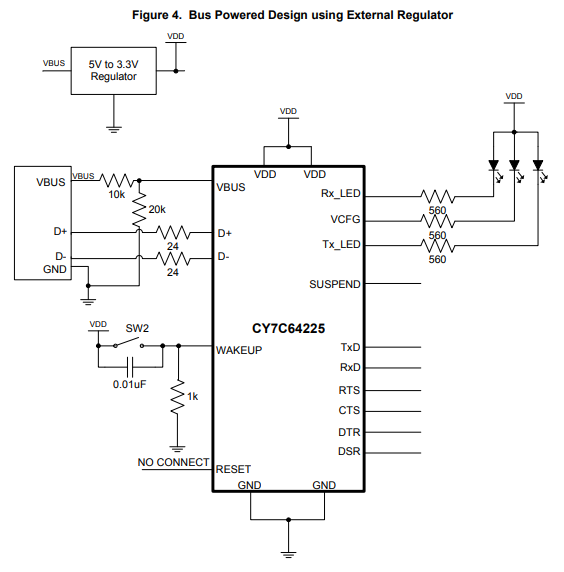 Figure 4. Bus Powered Design using External Regulator
VDD
VBUS
5V to 3.3V
Regulator
VDD
VDD
VDD VDD
VBUS
VBUS
10k
VBUS
20k
Rx_LED
560
VCFG
560
Tx_LED
560
D+
24
D+
D-
24
D-
GND
SUSPEND
CY7C64225
VDD
SW2
WAKEUP
0.01uF
1k
TxD
RxD
RTS
CTS
DTR
DSR
NO CONNECT
RESET
GND GND